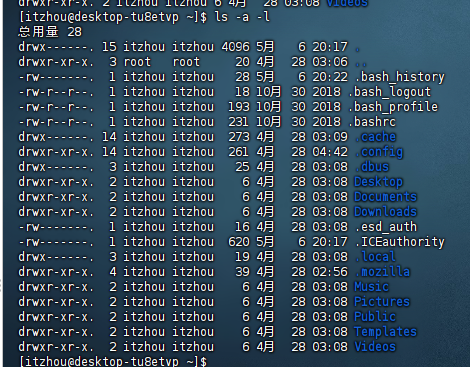 drwxr-xr-x. 2 itzhou itzhou 6 4月 28 03:08 Videos
[itzhou@desktop-tu8etvp ~]$ ls -a -l
总用量 28
drwx------. 15 itzhou itzhou 4096 5月 6 20:17 .
drwxr-xr-x. 3 root root 20 4月 28 03:06 ..
-rw-------. 1 itzhou itzhou 28 5月 6 20:22 .bash_history
-rw-r--r--. 1 itzhou itzhou 18 10月 30 2018 .bash_logout
-rw-r--r--. 1 itzhou itzhou 193 10月 30 2018 .bash_profile
-rw-r--r--. 1 itzhou itzhou 231 10月 30 2018 .bashrc
drwx------. 14 itzhou itzhou 273 4月 28 03:09 .cache
drwxr-xr-x. 14 itzhou itzhou 261 4月 28 04:42 .config
drwx------. 3 itzhou itzhou 25 4月 28 03:08 .dbus
drwxr-xr-x. 2 itzhou itzhou 6 4月 28 03:08 Desktop
drwxr-xr-x. 2 itzhou itzhou 6 4月 28 03:08 Documents
drwxr-xr-x. 2 itzhou itzhou 6 4月 28 03:08 Downloads
-rw-------. 1 itzhou itzhou 16 4月 28 03:08 .esd_auth
-rw-------. 1 itzhou itzhou 620 5月 6 20:17 .ICEauthority
drwx------. 3 itzhou itzhou 19 4月 28 03:08 .local
drwxr-xr-x. 4 itzhou itzhou 39 4月 28 02:56 .mozilla
drwxr-xr-x. 2 itzhou itzhou 6 4月 28 03:08 Music
drwxr-xr-x. 2 itzhou itzhou 6 4月 28 03:08 Pictures
drwxr-xr-x. 2 itzhou itzhou 6 4月 28 03:08 Public
drwxr-xr-x. 2 itzhou itzhou 6 4月 28 03:08 Templates
drwxr-xr-x. 2 itzhou itzhou 6 4月 28 03:08 Videos
[itzhou@desktop-tu8etvp ~]$